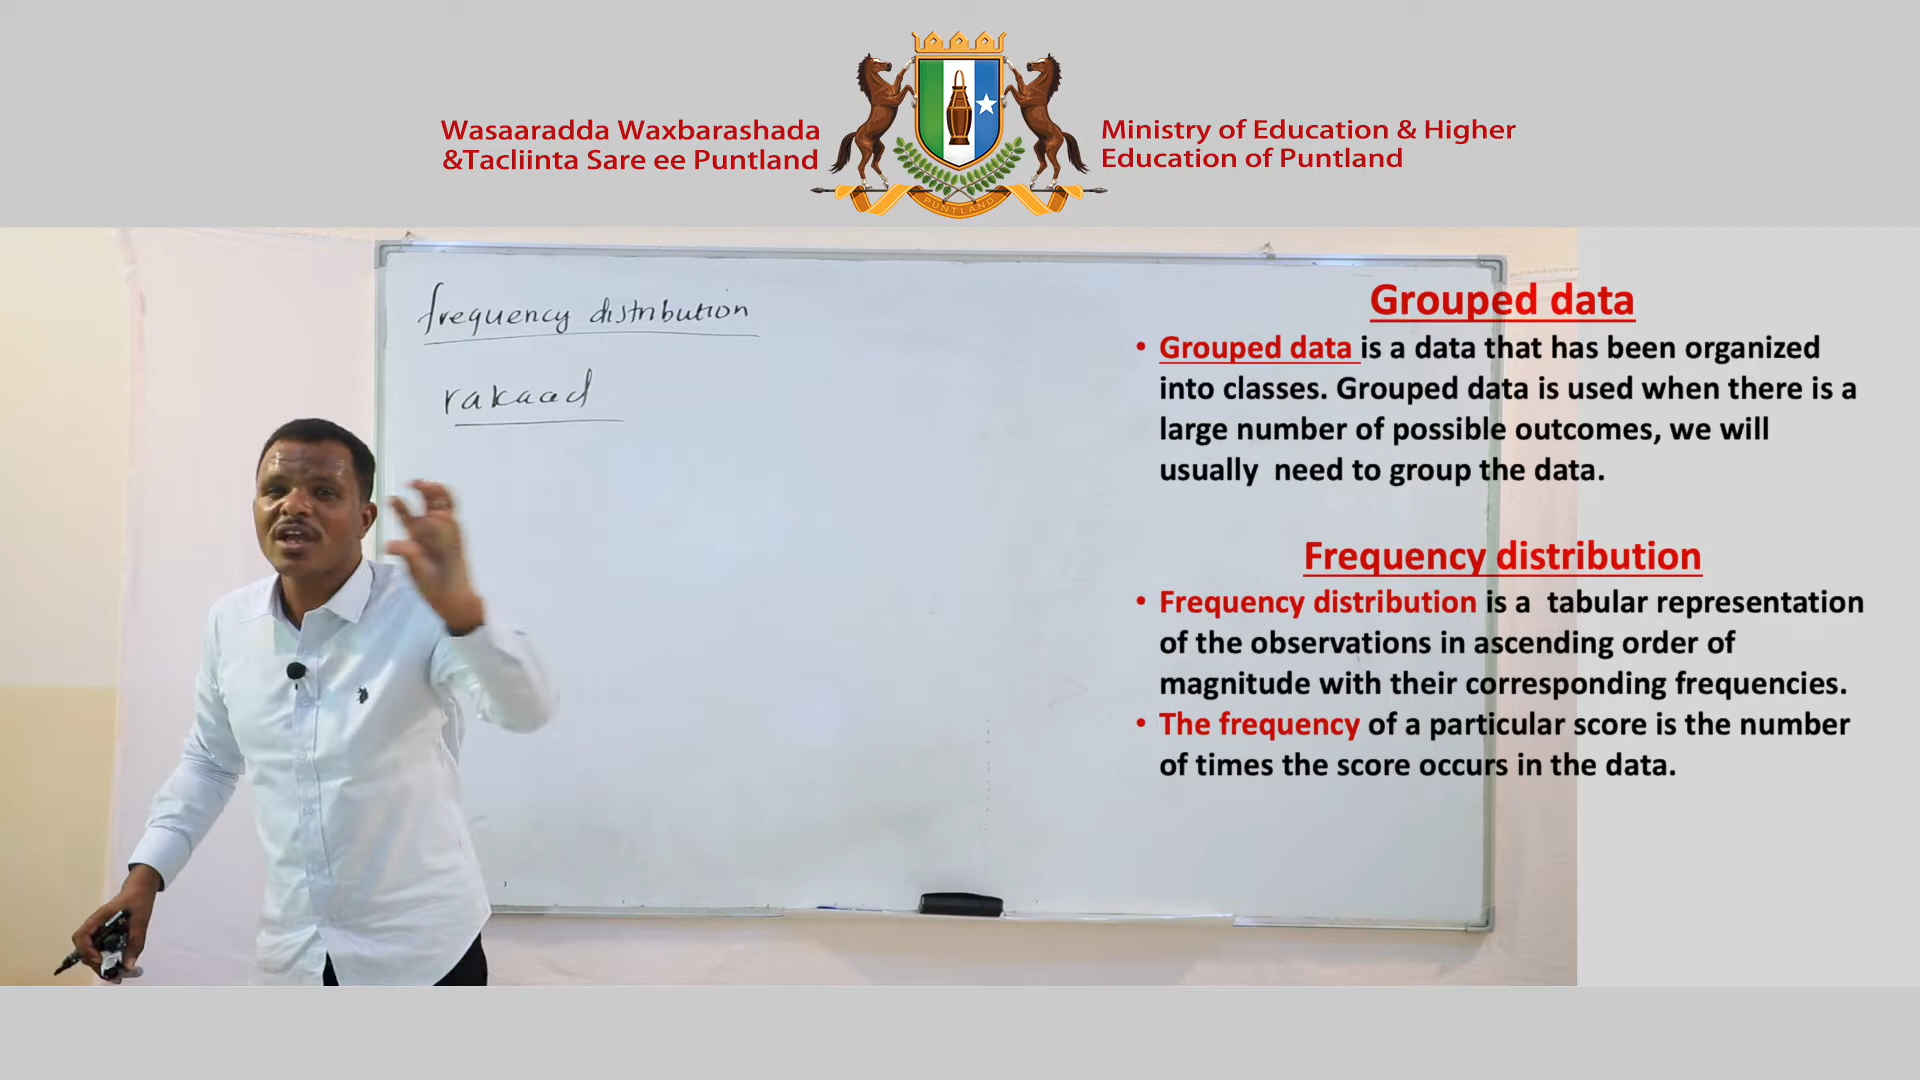 Wasaaradda Waxbarashada
&Tacliinta Sare ee Puntland
Ministry of Education & Higher
Education of Puntland
PUNTLAND
frequency distribution
rakaad
Grouped data
• Grouped data is a data that has been organized
into classes. Grouped data is used when there is a
large number of possible outcomes, we will
usually need to group the data.
Frequency distribution
• Frequency distribution is a tabular representation
of the observations in ascending order of
magnitude with their corresponding frequencies.
• The frequency of a particular score is the number
of times the score occurs in the data.